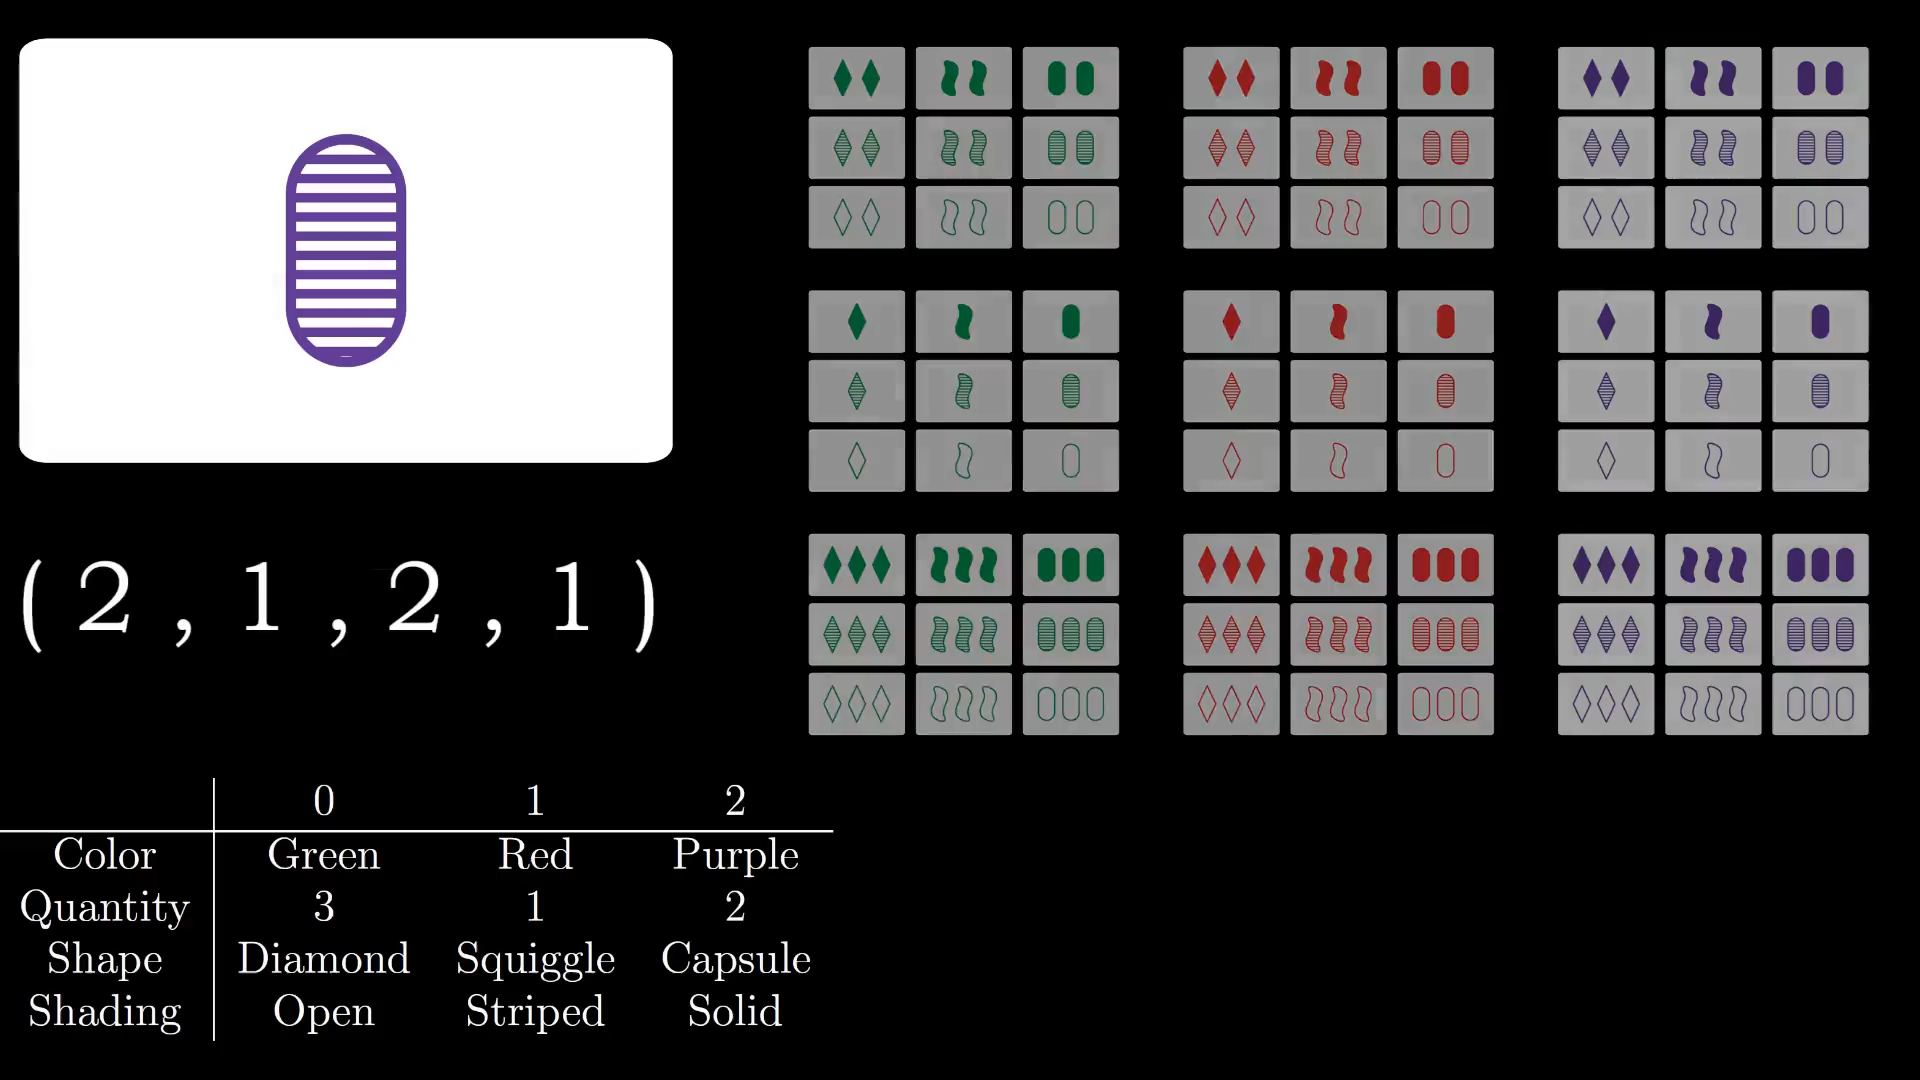 ( 2 , 1 , 2 , 1 )
0 1 2
Color Green Red Purple
Quantity 3 1 2
Shape Diamond Squiggle Capsule
Shading Open Striped Solid